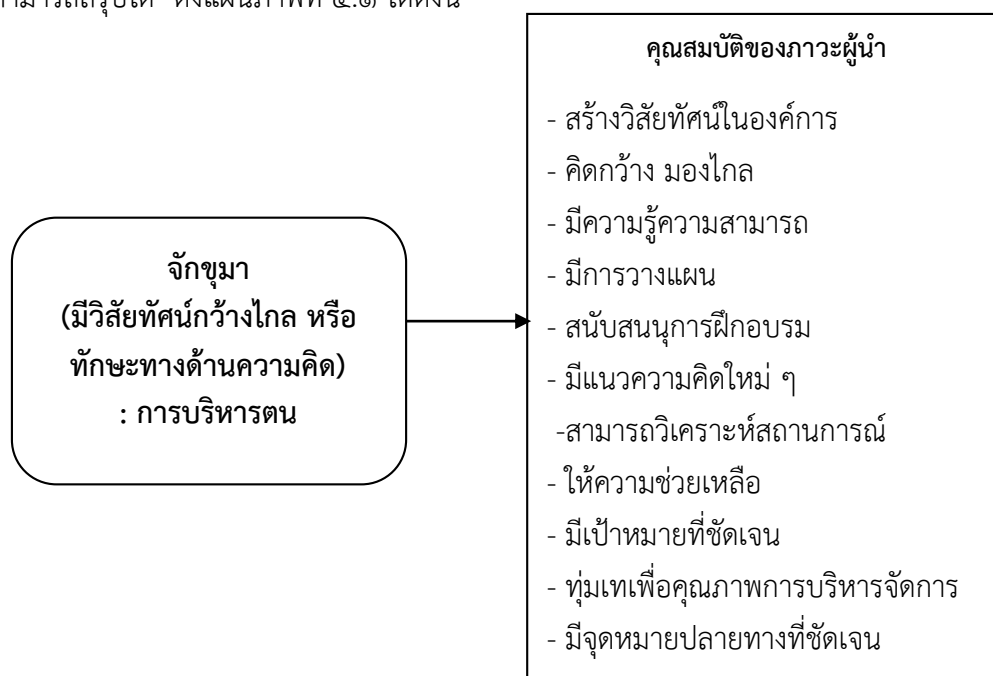 ดังแผนภาพที่ ๕.๑ ได้ดังนี้
คุณสมบัติของภาวะผู้นำ
- สร้างวิสัยทัศน์ในองค์การ
- คิดกว้าง มองไกล
- มีความรู้ความสามารถ
- มีการวางแผน
- สนับสนนุการฝึกอบรม
- มีแนวความคิดใหม่ ๆ
-สามารถวิเคราะห์สถานการณ์
- ให้ความช่วยเหลือ
- มีเป้าหมายที่ชัดเจน
- ทุ่มเทเพื่อคุณภาพการบริหารจัดการ
- มีจุดหมายปลายทางที่ชัดเจน
จักขุมา
(มีวิสัยทัศน์กว้างไกล หรือ
ทักษะทางด้านความคิด)
: การบริหารตน